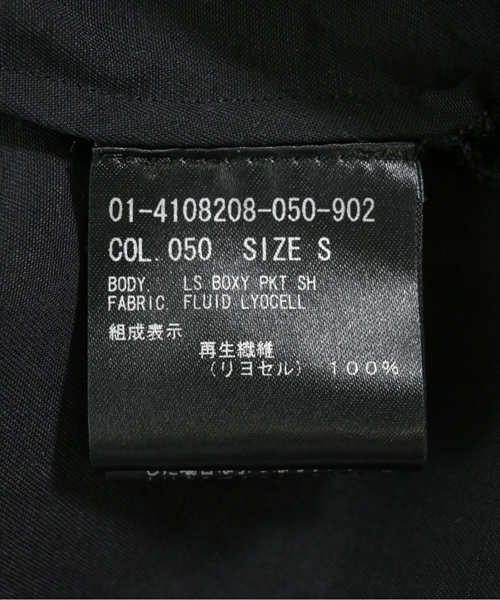 01-4108208-050-902
COL. 050 SIZE S
BODY. LS BOXY PKT SH
FABRIC. FLUID LYOCELL
組成表示
再生繊維
(リヨセル) 100%